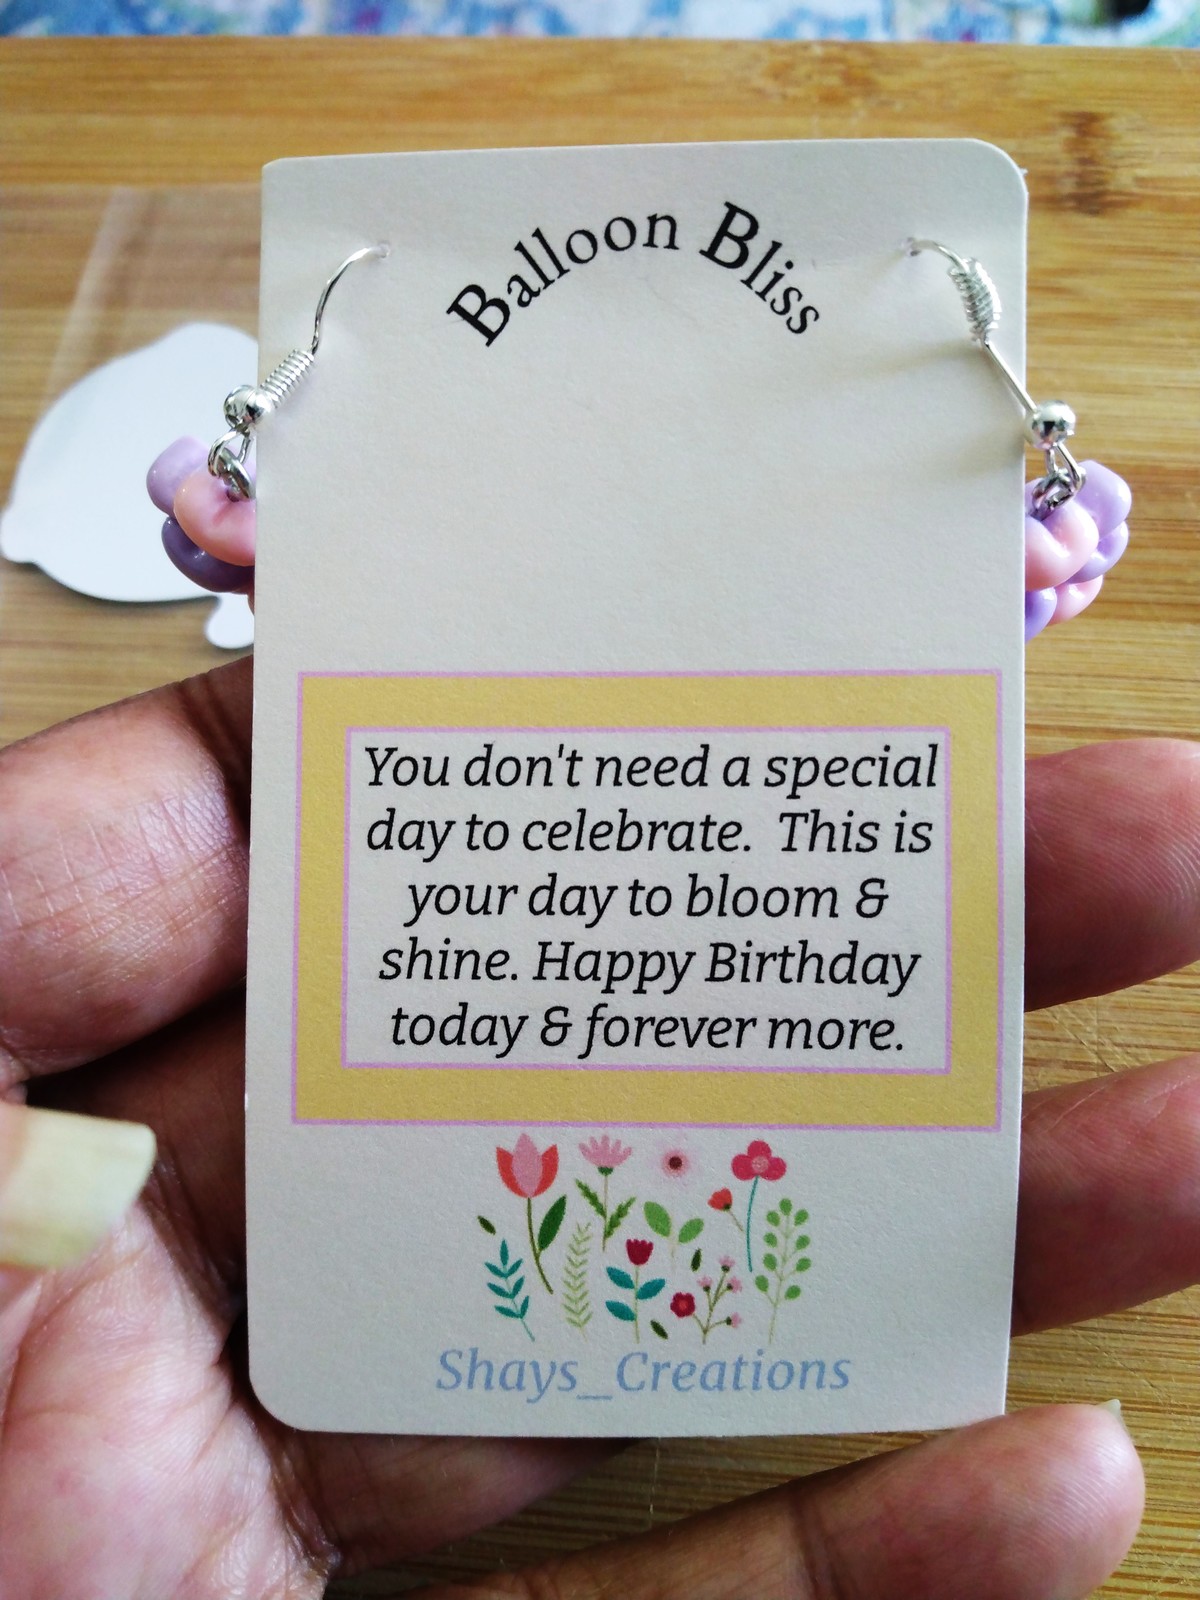 Balloon Bliss
You don't need a special
day to celebrate.  This is
your day to bloom &
shine. Happy Birthday
today & forever more.
Shays_Creations